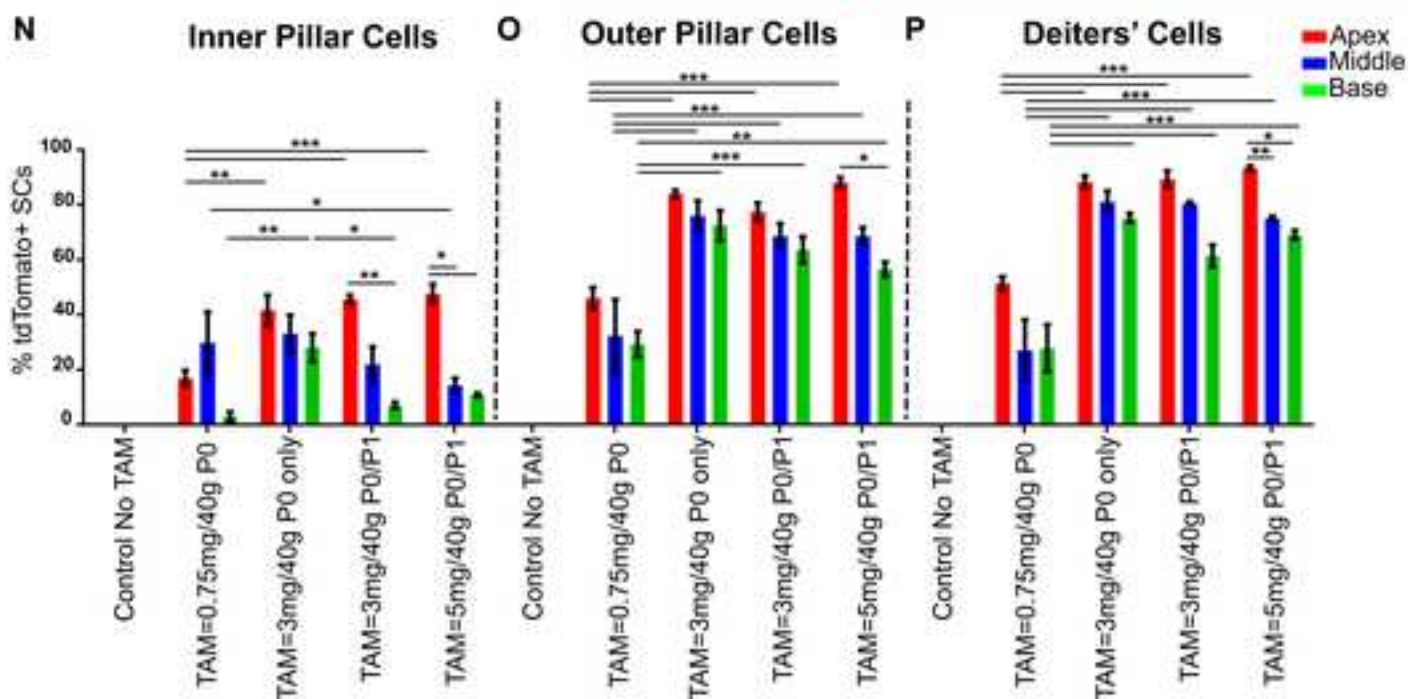 N Inner Pillar Cells O Outer Pillar Cells P Deiters' Cells
Apex
Middle
Base
% tdTomato+ SCs
100
80
60
40
20
0
*** ** * ** * ** *
*** *** ** *** *
*** *** *** * **
Control No TAM
TAM=0.75mg/40g P0
TAM=3mg/40g P0 only
TAM=3mg/40g P0/P1
TAM=5mg/40g P0/P1
Control No TAM
TAM=0.75mg/40g P0
TAM=3mg/40g P0 only
TAM=3mg/40g P0/P1
TAM=5mg/40g P0/P1
Control No TAM
TAM=0.75mg/40g P0
TAM=3mg/40g P0 only
TAM=3mg/40g P0/P1
TAM=5mg/40g P0/P1